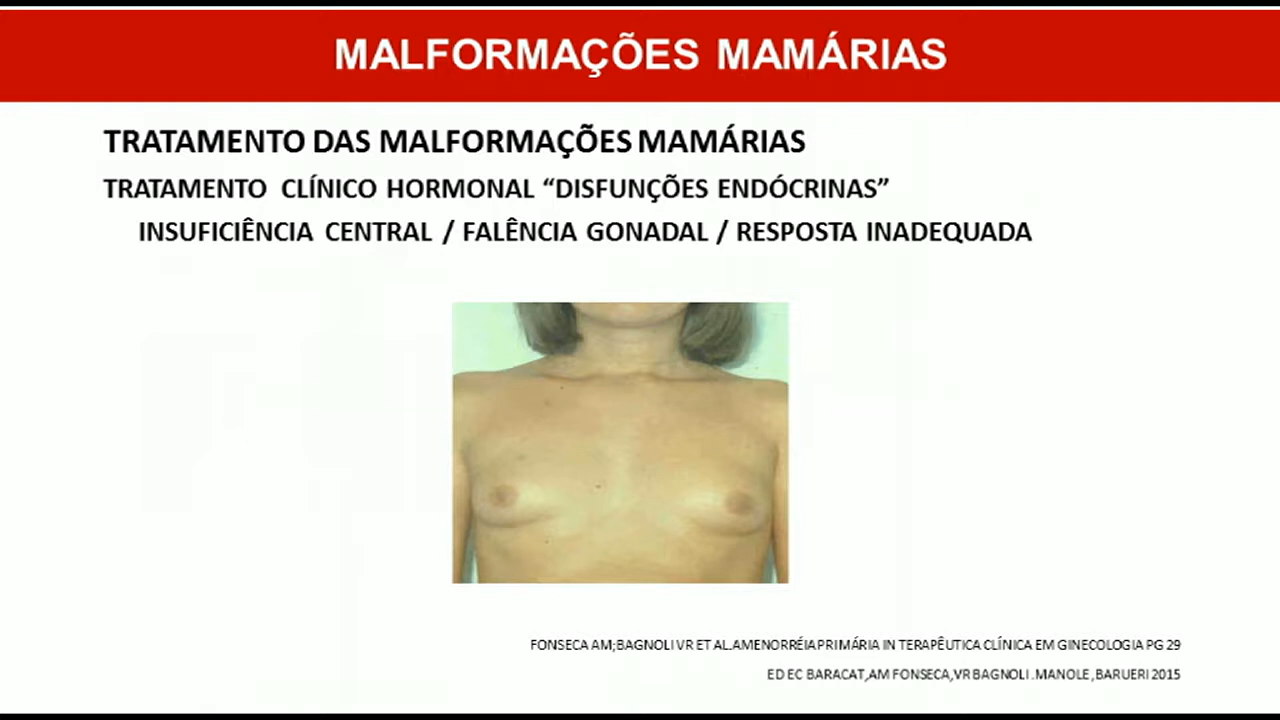 MALFORMAÇÕES MAMÁRIAS
TRATAMENTO DAS MALFORMAÇÕES MAMÁRIAS
TRATAMENTO CLÍNICO HORMONAL “DISFUNÇÕES ENDÓCRINAS”
INSUFICIÊNCIA CENTRAL / FALÊNCIA GONADAL / RESPOSTA INADEQUADA
FONSECA AM;BAGNOLI VR ET AL.AMENORRÉIA PRIMÁRIA IN TERAPÊUTICA CLÍNICA EM GINECOLOGIA PG 29
ED EC BARACAT,AM FONSECA,VR BAGNOLI.MANOLE,BARUERI 2015